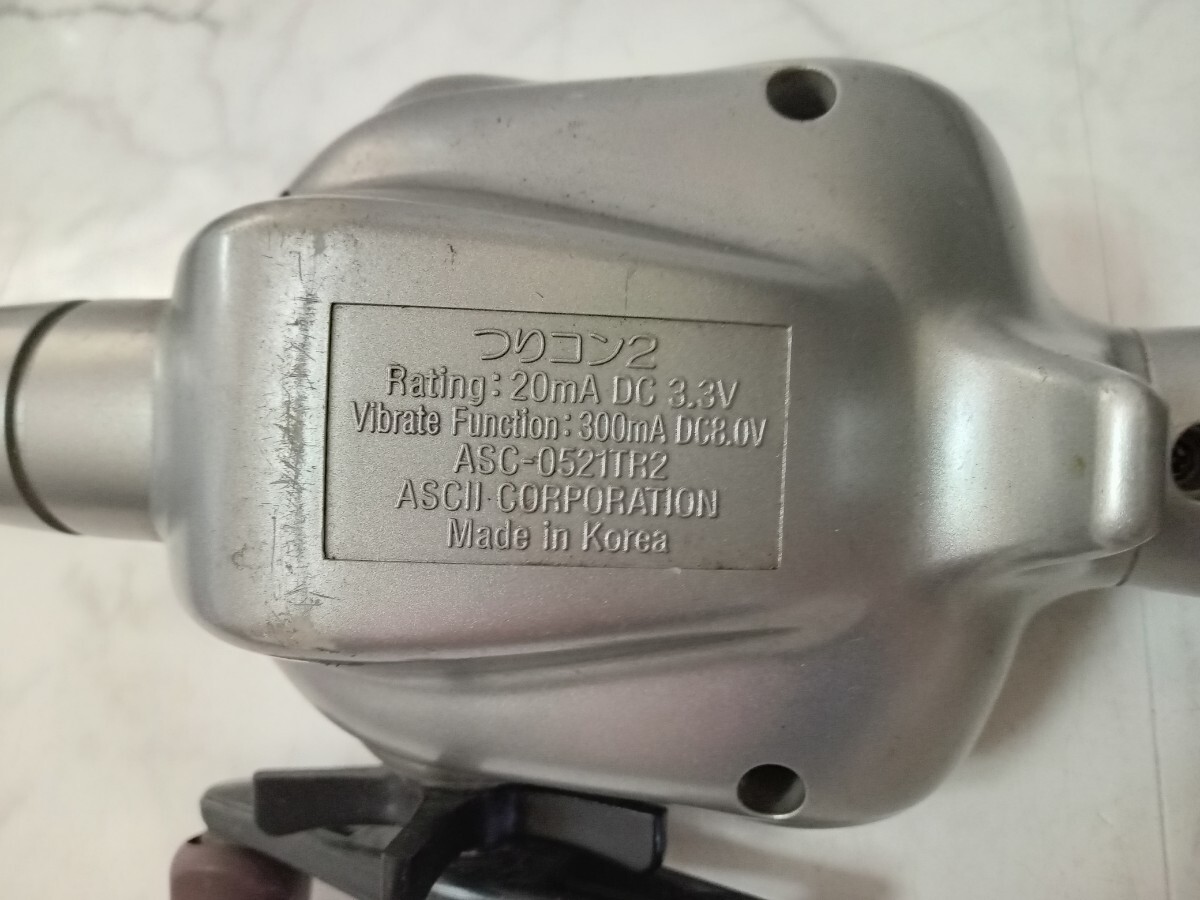 つりコン2
Rating: 20mA DC 3.3V
Vibrate Function: 300mA DC8.0V
ASC-0521TR2
ASCII CORPORATION
Made in Korea